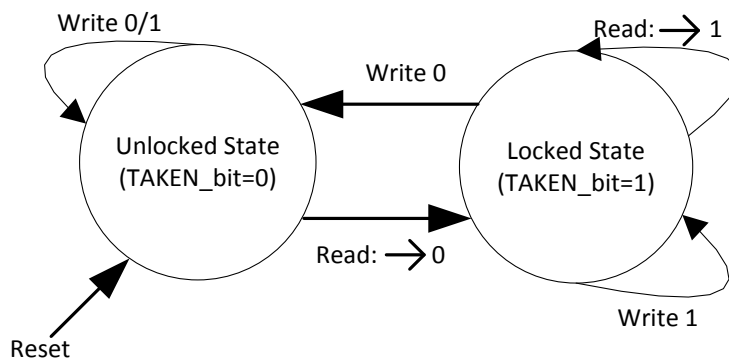 Write 0/1
Read: → 1
Write 0
Unlocked State
(TAKEN_bit=0)
Locked State
(TAKEN_bit=1)
Read: → 0
Write 1
Reset